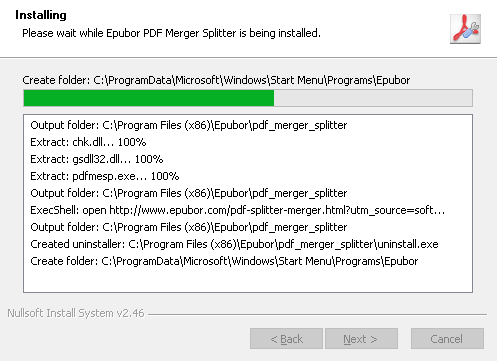 Installing
Please wait while Epubor PDF Merger Splitter is being installed.
Create folder: C:\ProgramData\Microsoft\Windows\Start Menu\Programs\Epubor
Output folder: C:\Program Files (x86)\Epubor\pdf_merger_splitter
Extract: chk.dll... 100%
Extract: gsdll32.dll... 100%
Extract: pdfmesp.exe... 100%
Output folder: C:\Program Files (x86)\Epubor\pdf_merger_splitter
ExecShell: open http://www.epubor.com/pdf-splitter-merger.html?utm_source=soft...
Output folder: C:\Program Files (x86)\Epubor\pdf_merger_splitter
Created uninstaller: C:\Program Files (x86)\Epubor\pdf_merger_splitter\uninstall.exe
Create folder: C:\ProgramData\Microsoft\Windows\Start Menu\Programs\Epubor
Nullsoft Install System v2.46
< Back
Next >
Cancel